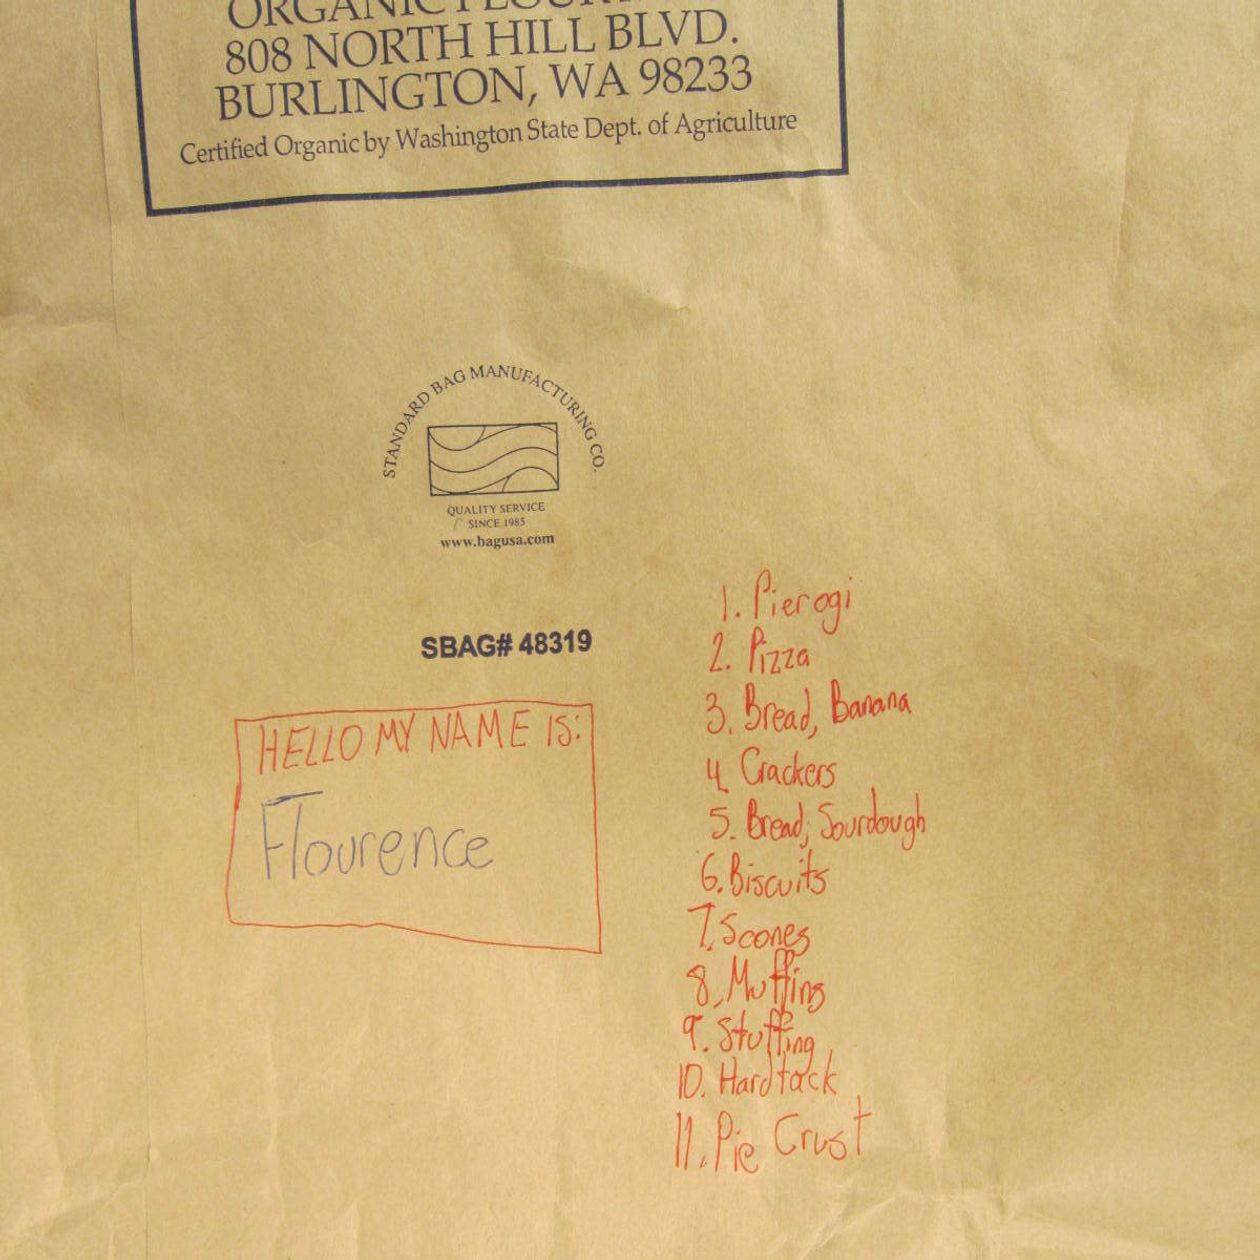 ORGANIC FLOUR
808 NORTH HILL BLVD.
BURLINGTON, WA 98233
Certified Organic by Washington State Dept. of Agriculture
STANDARD BAG MANUFACTURING CO.
QUALITY SERVICE
SINCE 1985
www.bagusa.com
SBAG# 48319
HELLO MY NAME IS:
Flourence
1. Pierogi
2. Pizza
3. Bread, Banana
4. Crackers
5. Bread, Sourdough
6. Biscuits
7. Scones
8. Muffins
9. Stuffing
10. Hardtack
11. Pie Crust